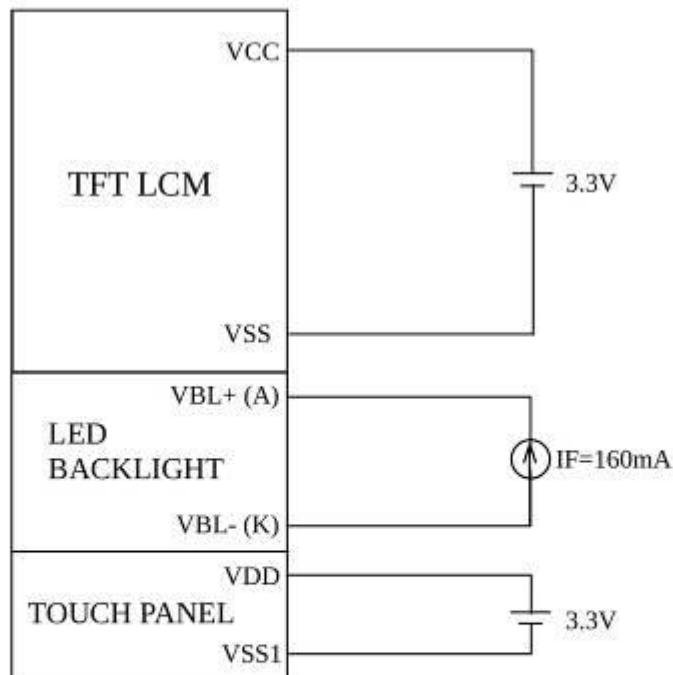 VCC
TFT LCM
3.3V
VSS
VBL+ (A)
LED
BACKLIGHT
IF=160mA
VBL- (K)
VDD
TOUCH PANEL
3.3V
VSS1